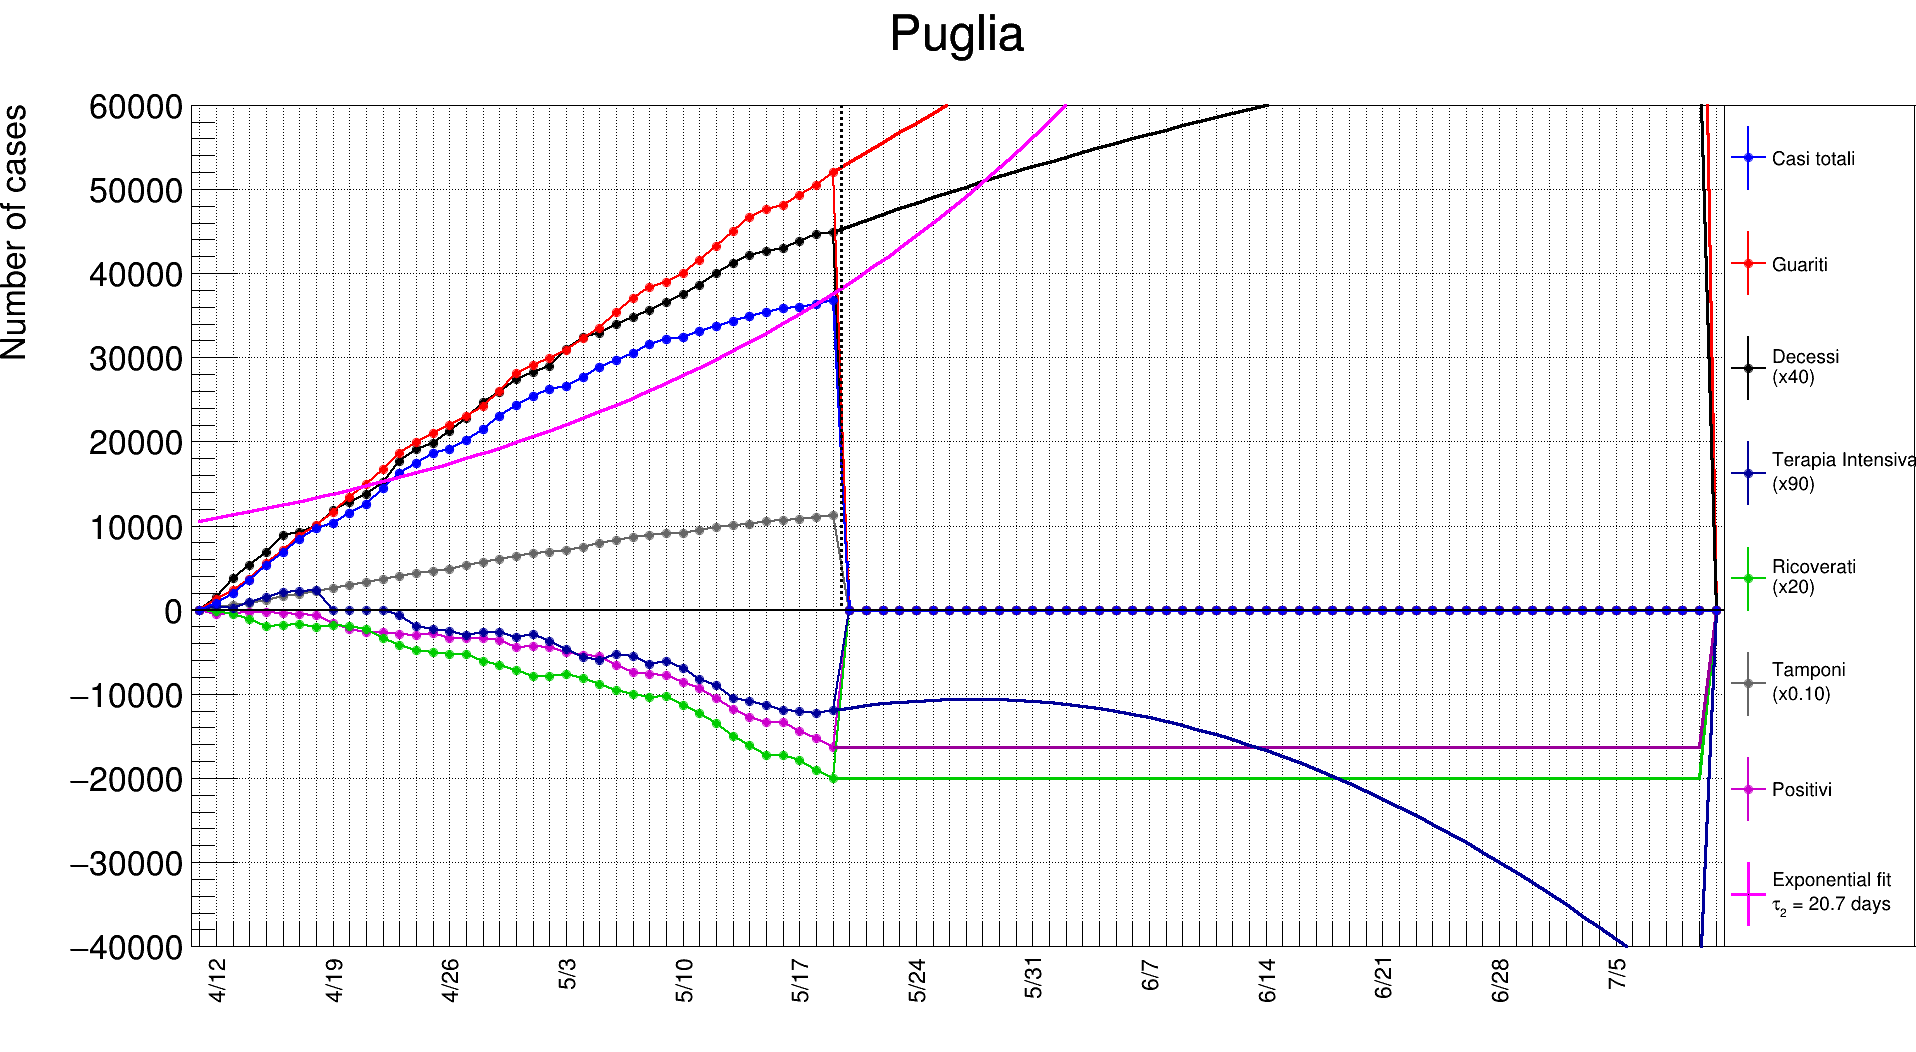 Puglia
Number of cases
60000
50000
40000
30000
20000
10000
0
−10000
−20000
−30000
−40000
4/12
4/19
4/26
5/3
5/10
5/17
5/24
5/31
6/7
6/14
6/21
6/28
7/5
Casi totali
Guariti
Decessi
(x40)
Terapia Intensiva
(x90)
Ricoverati
(x20)
Tamponi
(x0.10)
Positivi
Exponential fit
τ2 = 20.7 days